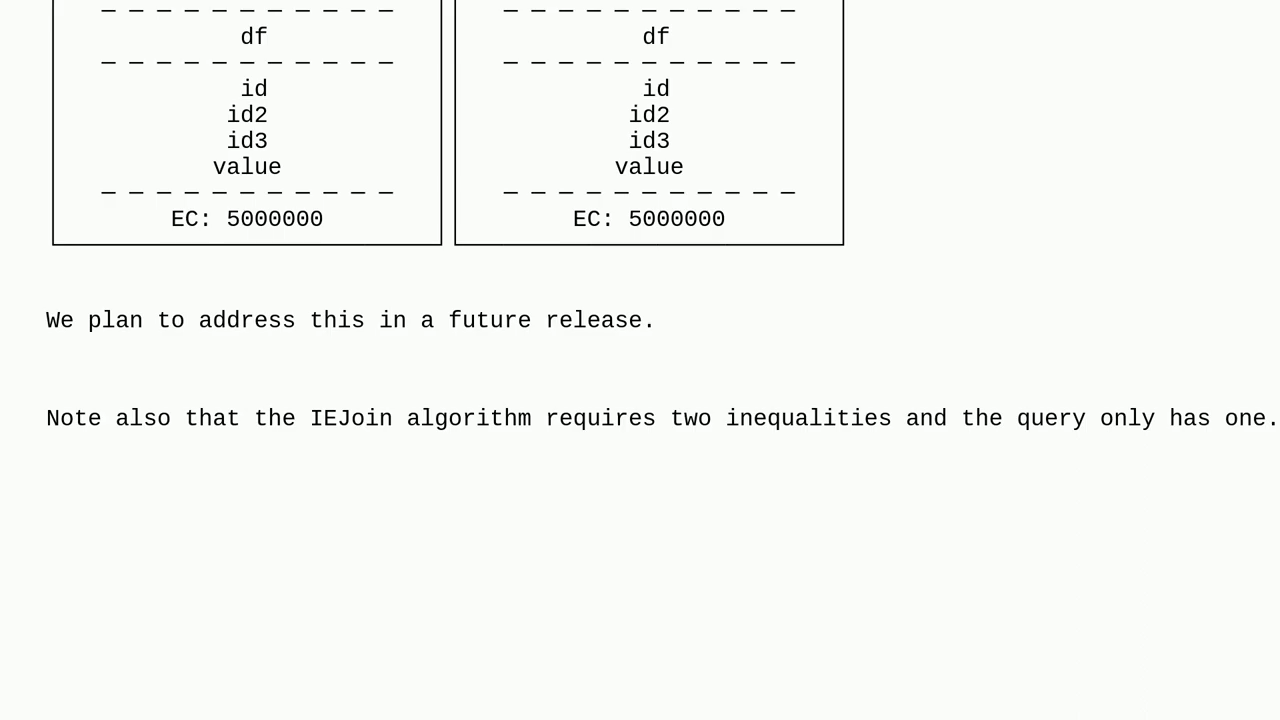 ─ ─ ─ ─ ─ ─ ─ ─ ─ ─ ─ ─ ─ ─ ─ ─ ─ ─ ─ ─ ─ ─
df df
─ ─ ─ ─ ─ ─ ─ ─ ─ ─ ─ ─ ─ ─ ─ ─ ─ ─ ─ ─ ─ ─
id id
id2 id2
id3 id3
value value
─ ─ ─ ─ ─ ─ ─ ─ ─ ─ ─ ─ ─ ─ ─ ─ ─ ─ ─ ─ ─ ─
EC: 5000000 EC: 5000000
We plan to address this in a future release.
Note also that the IEJoin algorithm requires two inequalities and the query only has one.